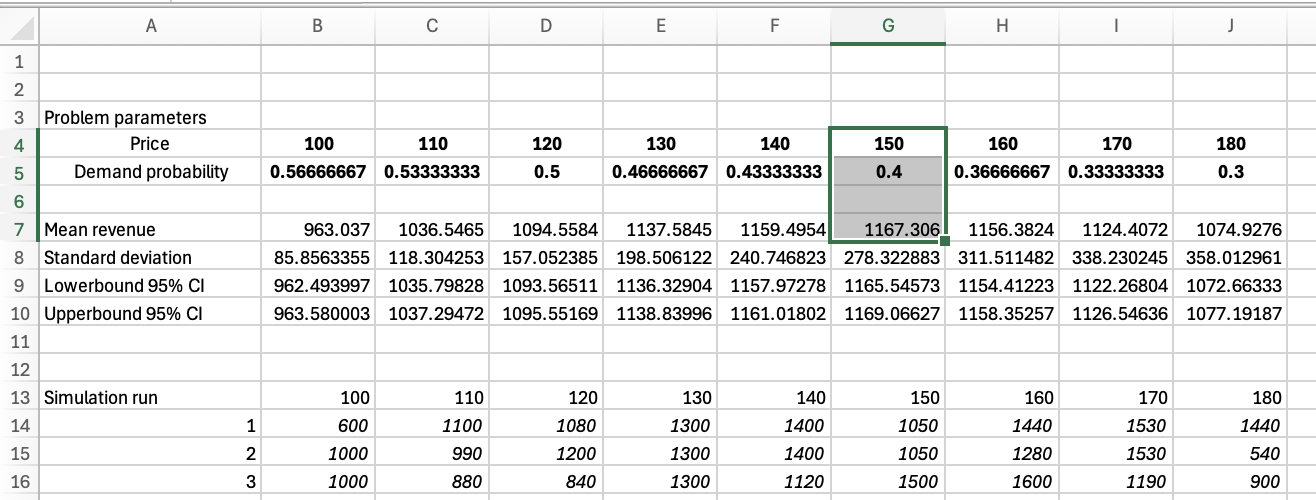 A B C D E F G H I J
1
2
3 Problem parameters
4 Price 100 110 120 130 140 150 160 170 180
5 Demand probability 0.56666667 0.53333333 0.5 0.46666667 0.43333333 0.4 0.36666667 0.33333333 0.3
6
7 Mean revenue 963.037 1036.5465 1094.5584 1137.5845 1159.4954 1167.306 1156.3824 1124.4072 1074.9276
8 Standard deviation 85.8563355 118.304253 157.052385 198.506122 240.746823 278.322883 311.511482 338.230245 358.012961
9 Lowerbound 95% CI 962.493997 1035.79828 1093.56511 1136.32904 1157.97278 1165.54573 1154.41223 1122.26804 1072.66333
10 Upperbound 95% CI 963.580003 1037.29472 1095.55169 1138.83996 1161.01802 1169.06627 1158.35257 1126.54636 1077.19187
11
12
13 Simulation run 100 110 120 130 140 150 160 170 180
14 1 600 1100 1080 1300 1400 1050 1440 1530 1440
15 2 1000 990 1200 1300 1400 1050 1280 1530 540
16 3 1000 880 840 1300 1120 1500 1600 1190 900